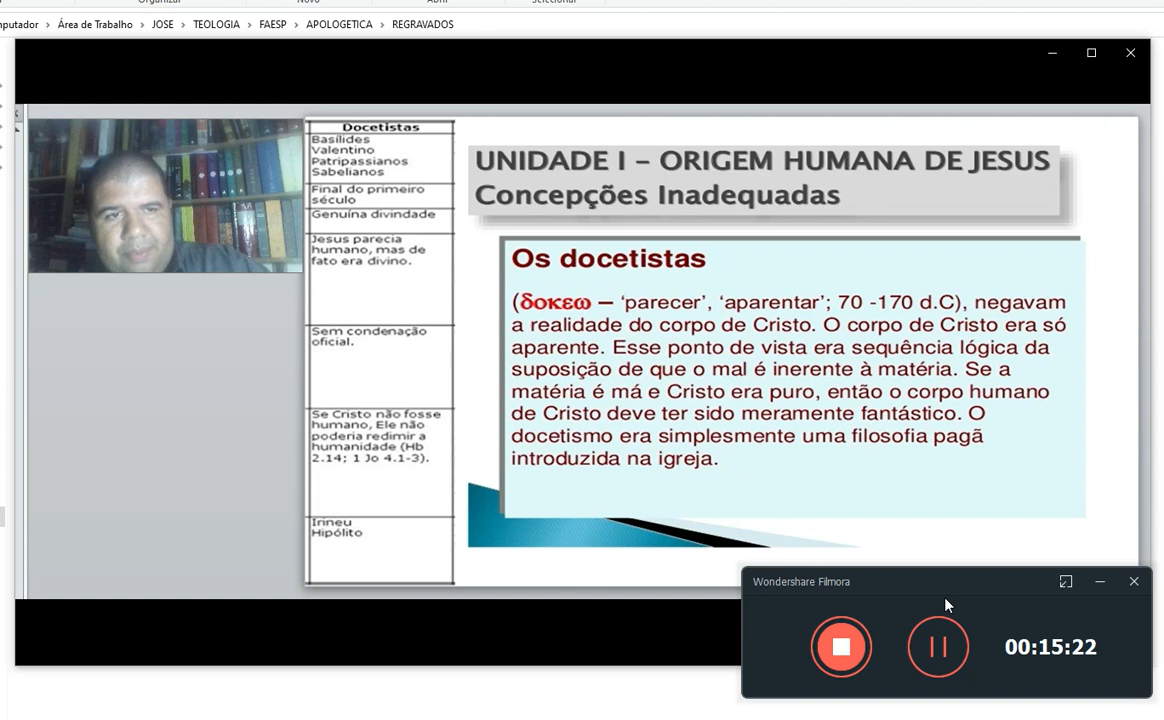 Organizar
Novo
Abrir
Selecionar
mputador > Área de Trabalho > JOSE > TEOLOGIA > FAESP > APOLOGETICA > REGRAVADOS
Docetistas
Basílides
Valentino
Patripassianos
Sabelianos
Final do primeiro
século
Genuína divindade
Jesus parecia
humano, mas de
fato era divino.
Sem condenação
oficial.
Se Cristo não fosse
humano, Ele não
poderia redimir a
humanidade (Hb
2.14; 1 Jo 4.1-3).
Irineu
Hipólito
UNIDADE I – ORIGEM HUMANA DE JESUS
Concepções Inadequadas
Os docetistas
(δοκεω – ‘parecer’, ‘aparentar’; 70 -170 d.C), negavam
a realidade do corpo de Cristo. O corpo de Cristo era só
aparente. Esse ponto de vista era sequência lógica da
suposição de que o mal é inerente à matéria. Se a
matéria é má e Cristo era puro, então o corpo humano
de Cristo deve ter sido meramente fantástico. O
docetismo era simplesmente uma filosofia pagã
introduzida na igreja.
Wondershare Filmora
00:15:22